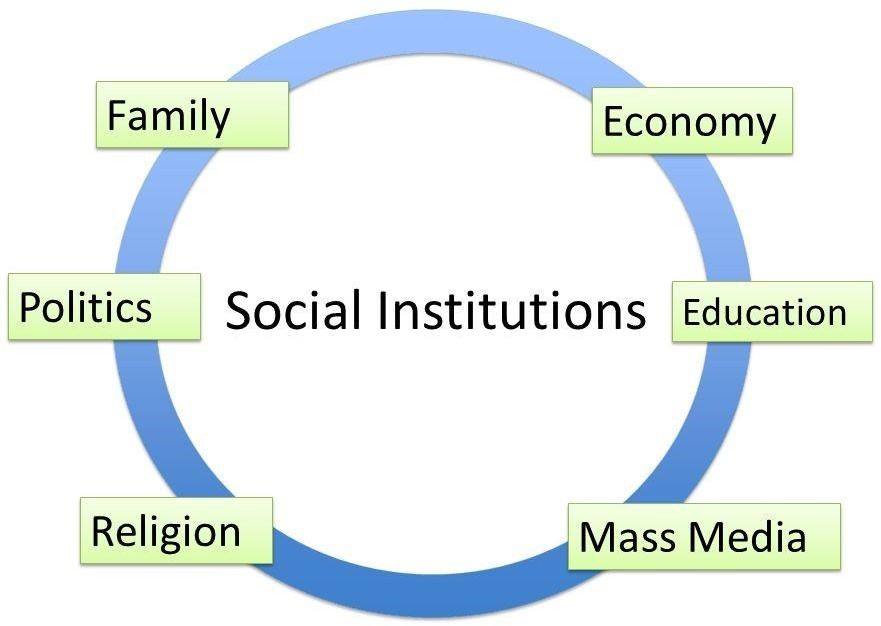 Family
Economy
Politics
Social Institutions
Education
Religion
Mass Media